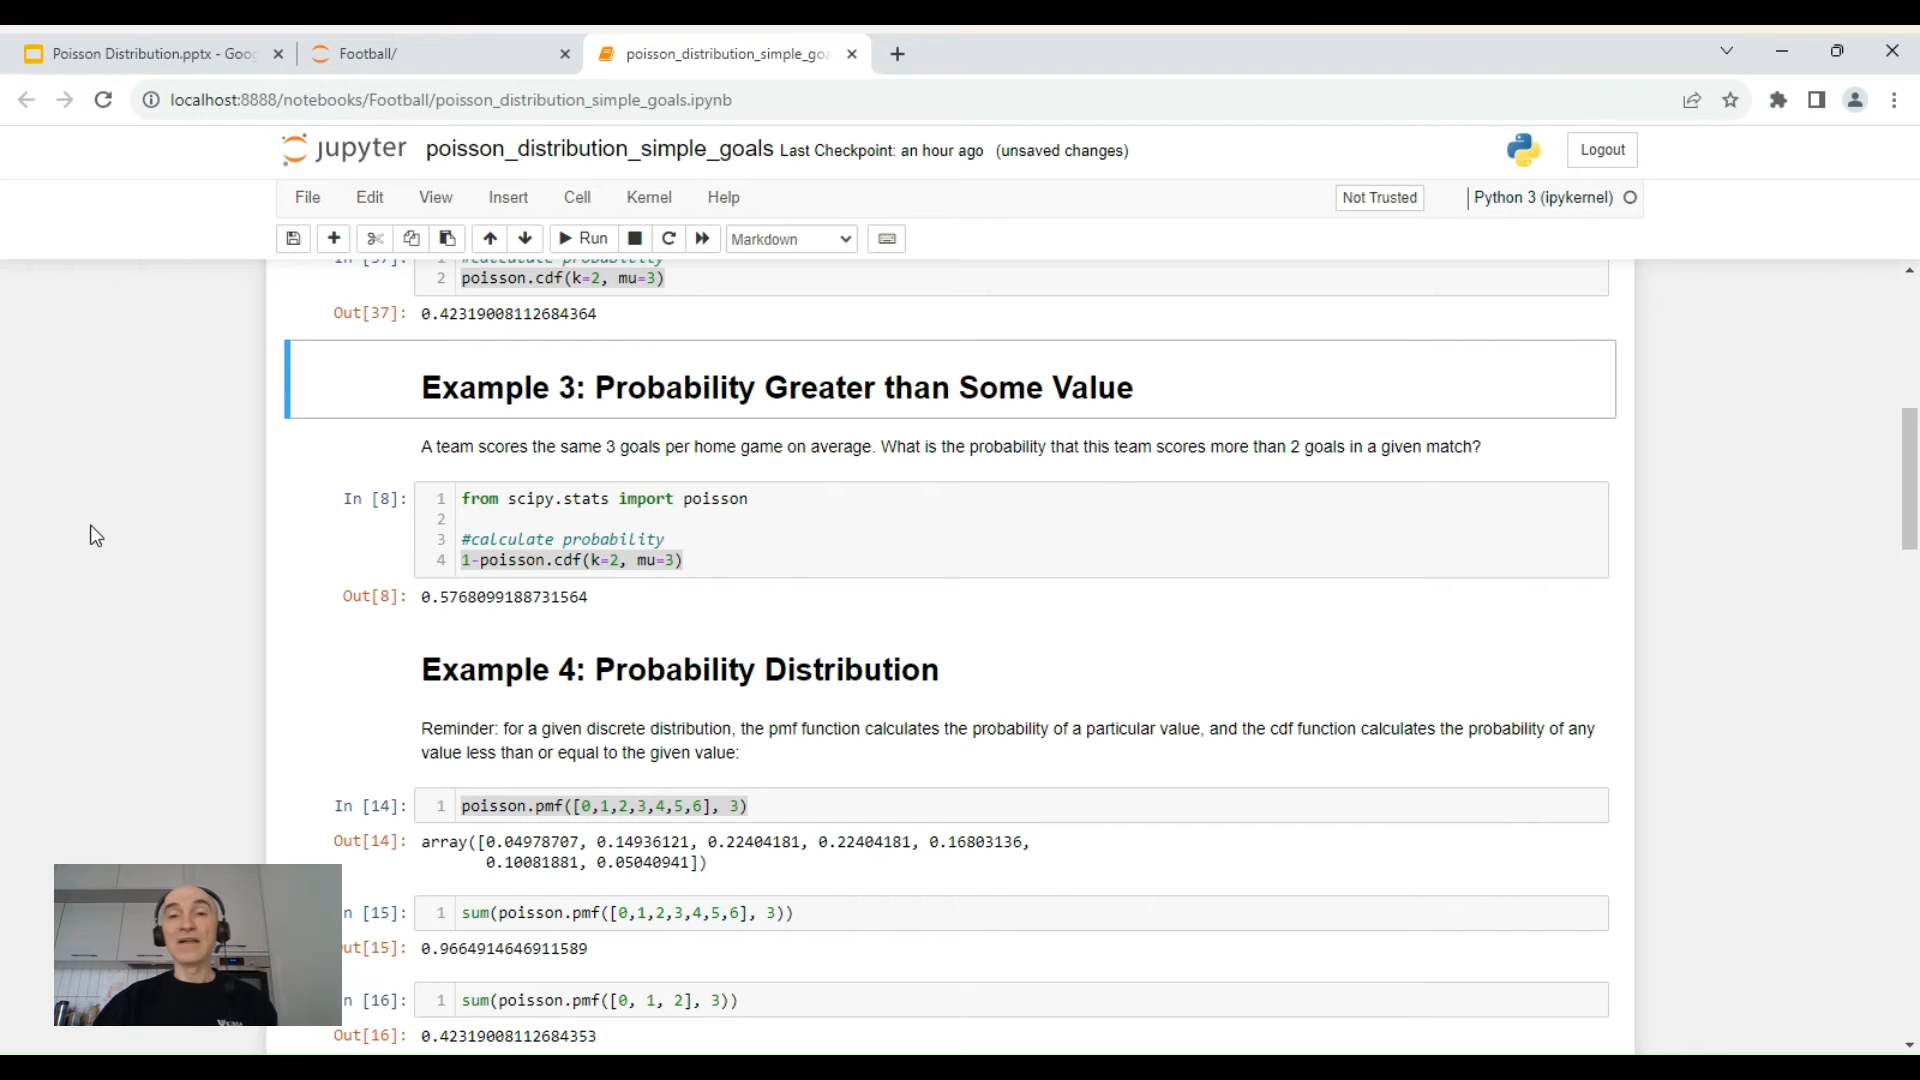 Poisson Distribution.pptx - Goog
Football/
poisson_distribution_simple_goa
localhost:8888/notebooks/Football/poisson_distribution_simple_goals.ipynb
jupyter poisson_distribution_simple_goals Last Checkpoint: an hour ago (unsaved changes)
Logout
File Edit View Insert Cell Kernel Help
Not Trusted
Python 3 (ipykernel)
Run
Markdown
In [37]: 1 #calculate probability
2 poisson.cdf(k=2, mu=3)
Out[37]: 0.42319008112684364
Example 3: Probability Greater than Some Value
A team scores the same 3 goals per home game on average. What is the probability that this team scores more than 2 goals in a given match?
In [8]: 1 from scipy.stats import poisson
2
3 #calculate probability
4 1-poisson.cdf(k=2, mu=3)
Out[8]: 0.5768099188731564
Example 4: Probability Distribution
Reminder: for a given discrete distribution, the pmf function calculates the probability of a particular value, and the cdf function calculates the probability of any
value less than or equal to the given value:
In [14]: 1 poisson.pmf([0,1,2,3,4,5,6], 3)
Out[14]: array([0.04978707, 0.14936121, 0.22404181, 0.22404181, 0.16803136,
0.10081881, 0.05040941])
n [15]: 1 sum(poisson.pmf([0,1,2,3,4,5,6], 3))
ut[15]: 0.9664914646911589
n [16]: 1 sum(poisson.pmf([0, 1, 2], 3))
Out[16]: 0.42319008112684353